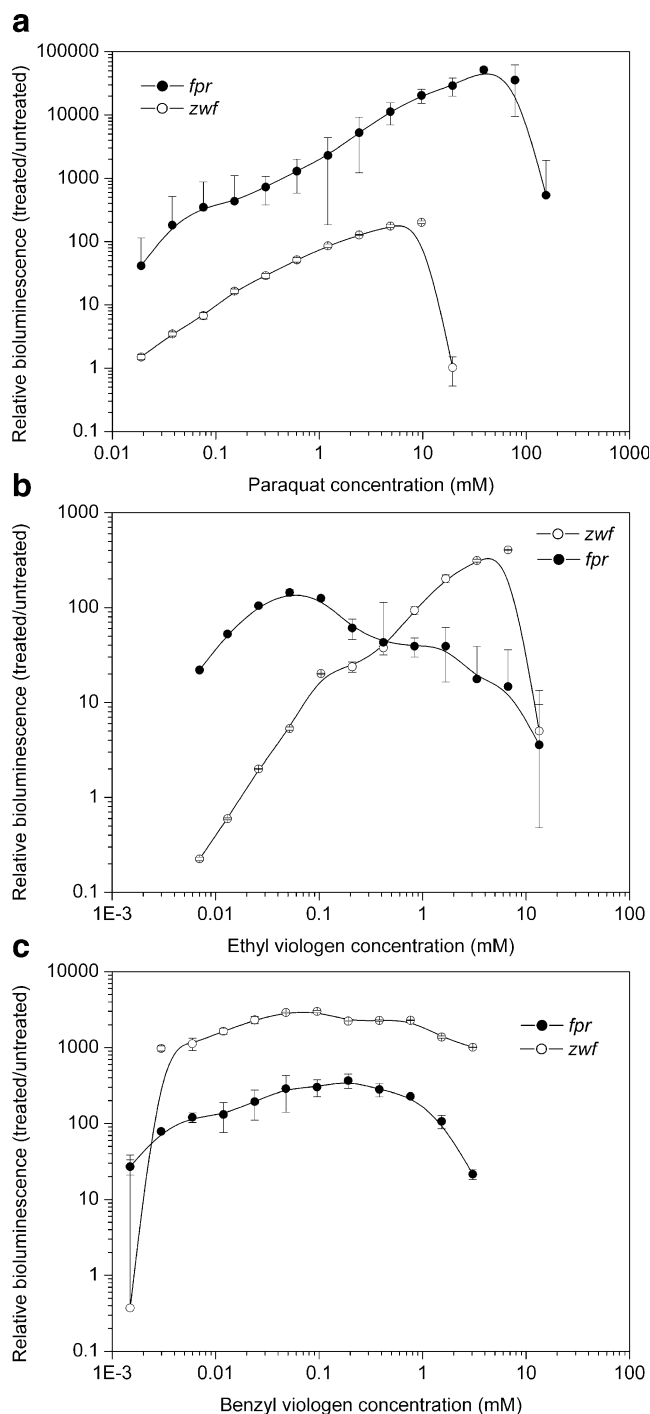 a
Relative bioluminescence (treated/untreated)
100000
10000
1000
100
10
1
0.1
fpr
zwf
0.01
0.1
1
10
100
1000
Paraquat concentration (mM)
b
Relative bioluminescence (treated/untreated)
1000
100
10
1
0.1
zwf
fpr
1E-3
0.01
0.1
1
10
100
Ethyl viologen concentration (mM)
c
Relative bioluminescence (treated/untreated)
10000
1000
100
10
1
0.1
fpr
zwf
1E-3
0.01
0.1
1
10
100
Benzyl viologen concentration (mM)